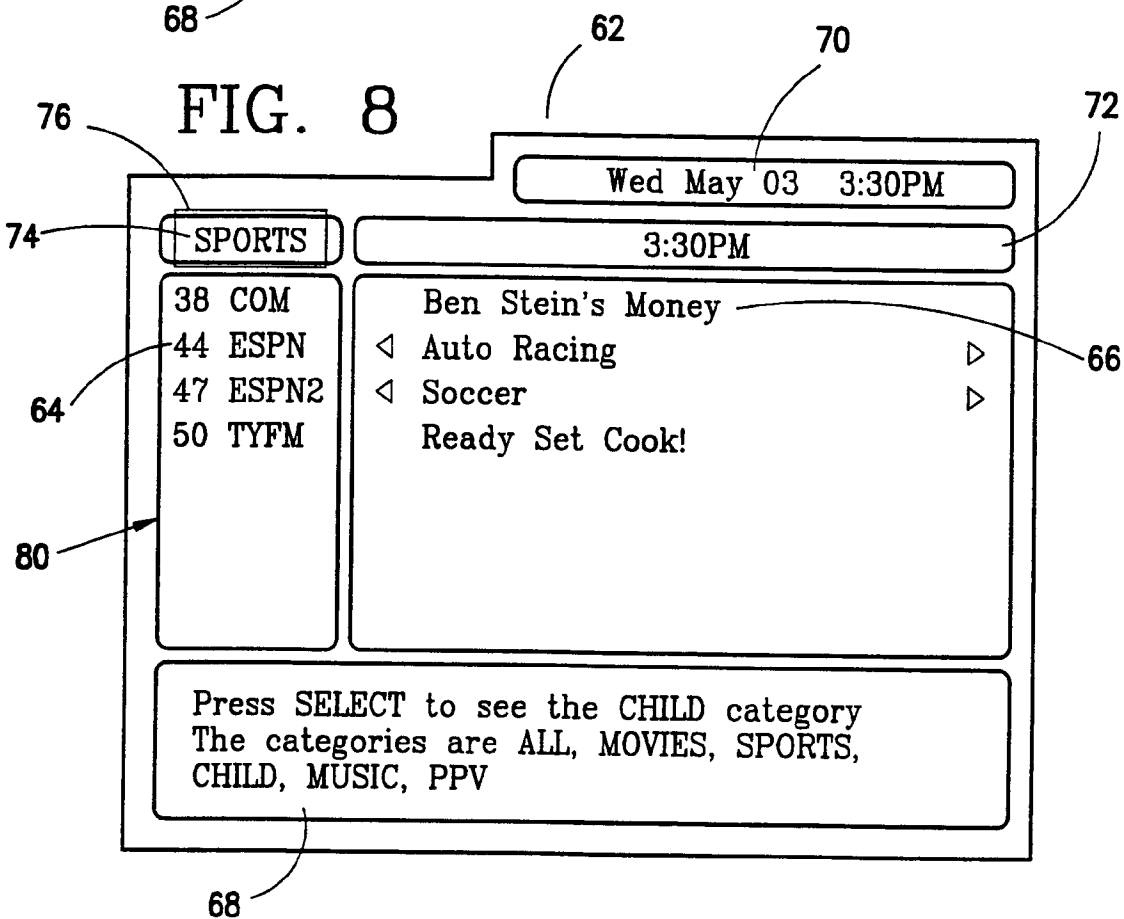 68
62
70
FIG. 8
76
72
Wed May 03 3:30PM
74
SPORTS
3:30PM
38 COM
Ben Stein's Money
44 ESPN
◁ Auto Racing ▷
66
64
47 ESPN2
◁ Soccer ▷
50 TYFM
Ready Set Cook!
80
Press SELECT to see the CHILD category
The categories are ALL, MOVIES, SPORTS,
CHILD, MUSIC, PPV
68